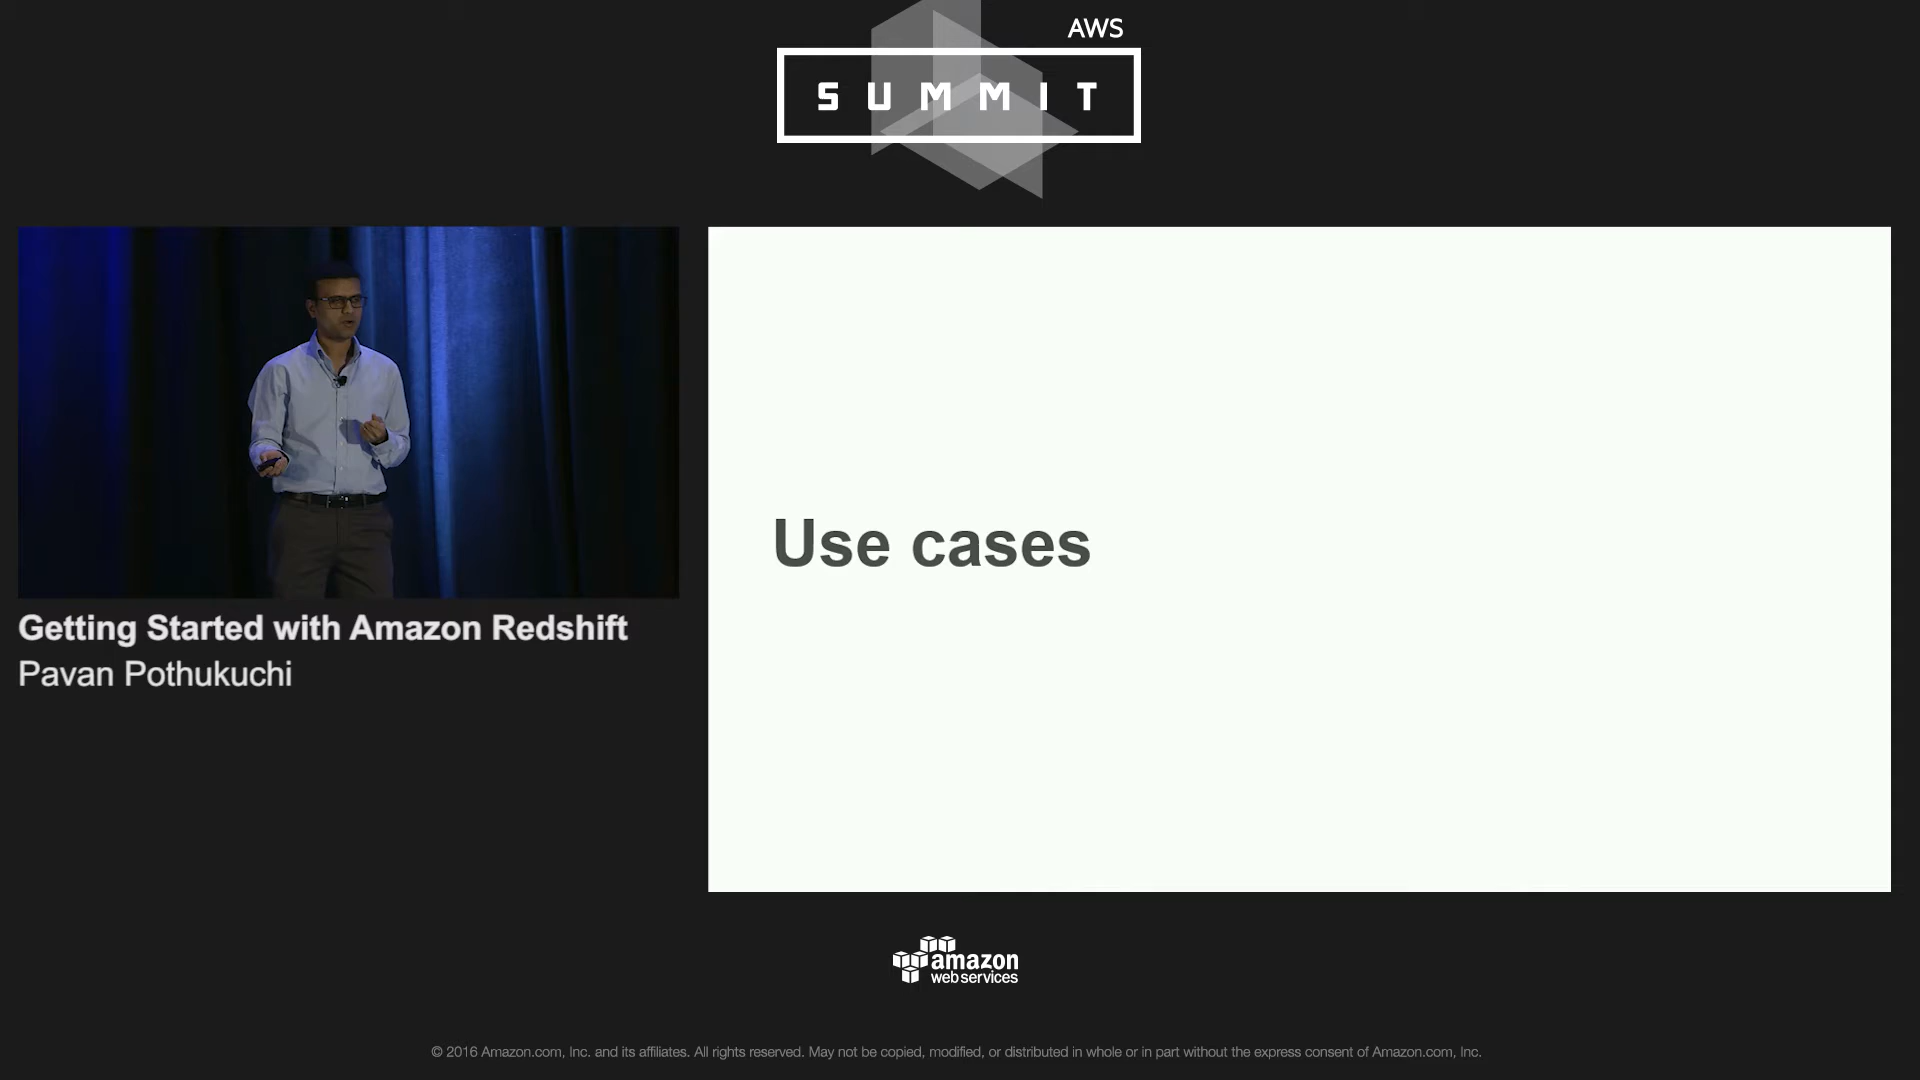 AWS
SUMMIT
Use cases
Getting Started with Amazon Redshift
Pavan Pothukuchi
amazon
webservices
© 2016 Amazon.com, Inc. and its affiliates. All rights reserved. May not be copied, modified, or distributed in whole or in part without the express consent of Amazon.com, Inc.